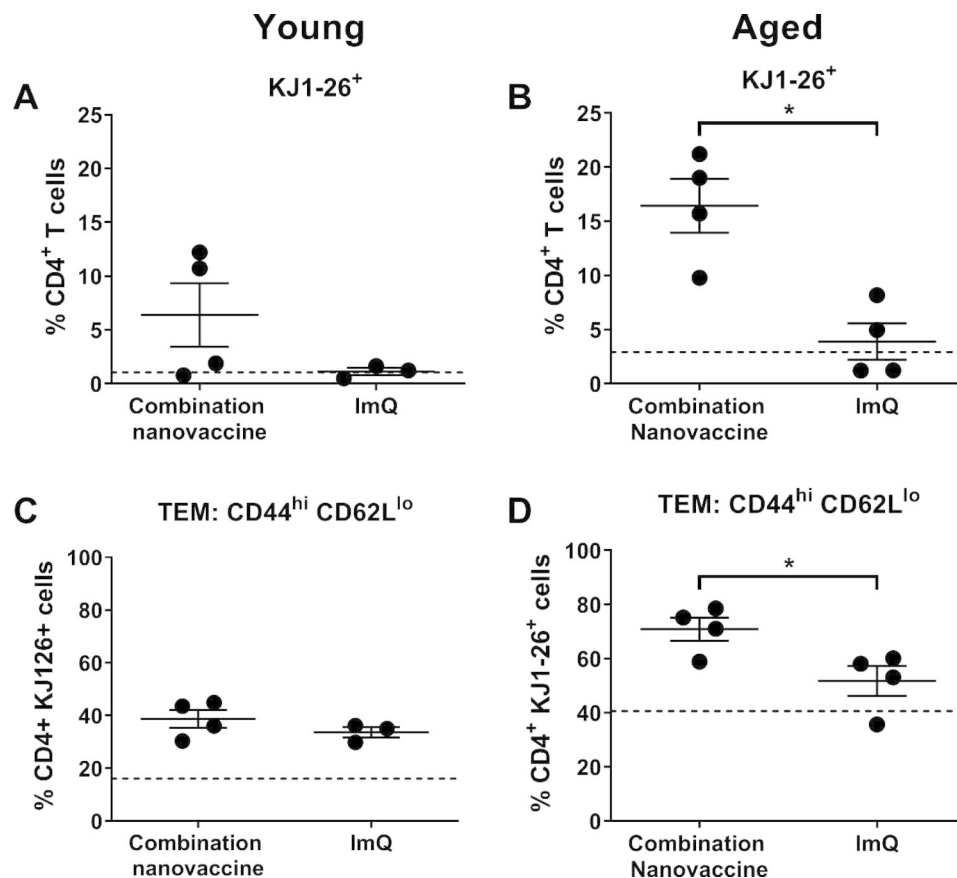 Young
Aged
A
KJ1-26⁺
25
20
15
10
5
0
% CD4⁺ T cells
Combination
nanovaccine
ImQ
B
KJ1-26⁺
*
25
20
15
10
5
0
% CD4⁺ T cells
Combination
Nanovaccine
ImQ
C
TEM: CD44ʰⁱ CD62Lˡᵒ
100
80
60
40
20
0
% CD4+ KJ126+ cells
Combination
nanovaccine
ImQ
D
TEM: CD44ʰⁱ CD62Lˡᵒ
*
100
80
60
40
20
0
% CD4⁺ KJ1-26⁺ cells
Combination
Nanovaccine
ImQ